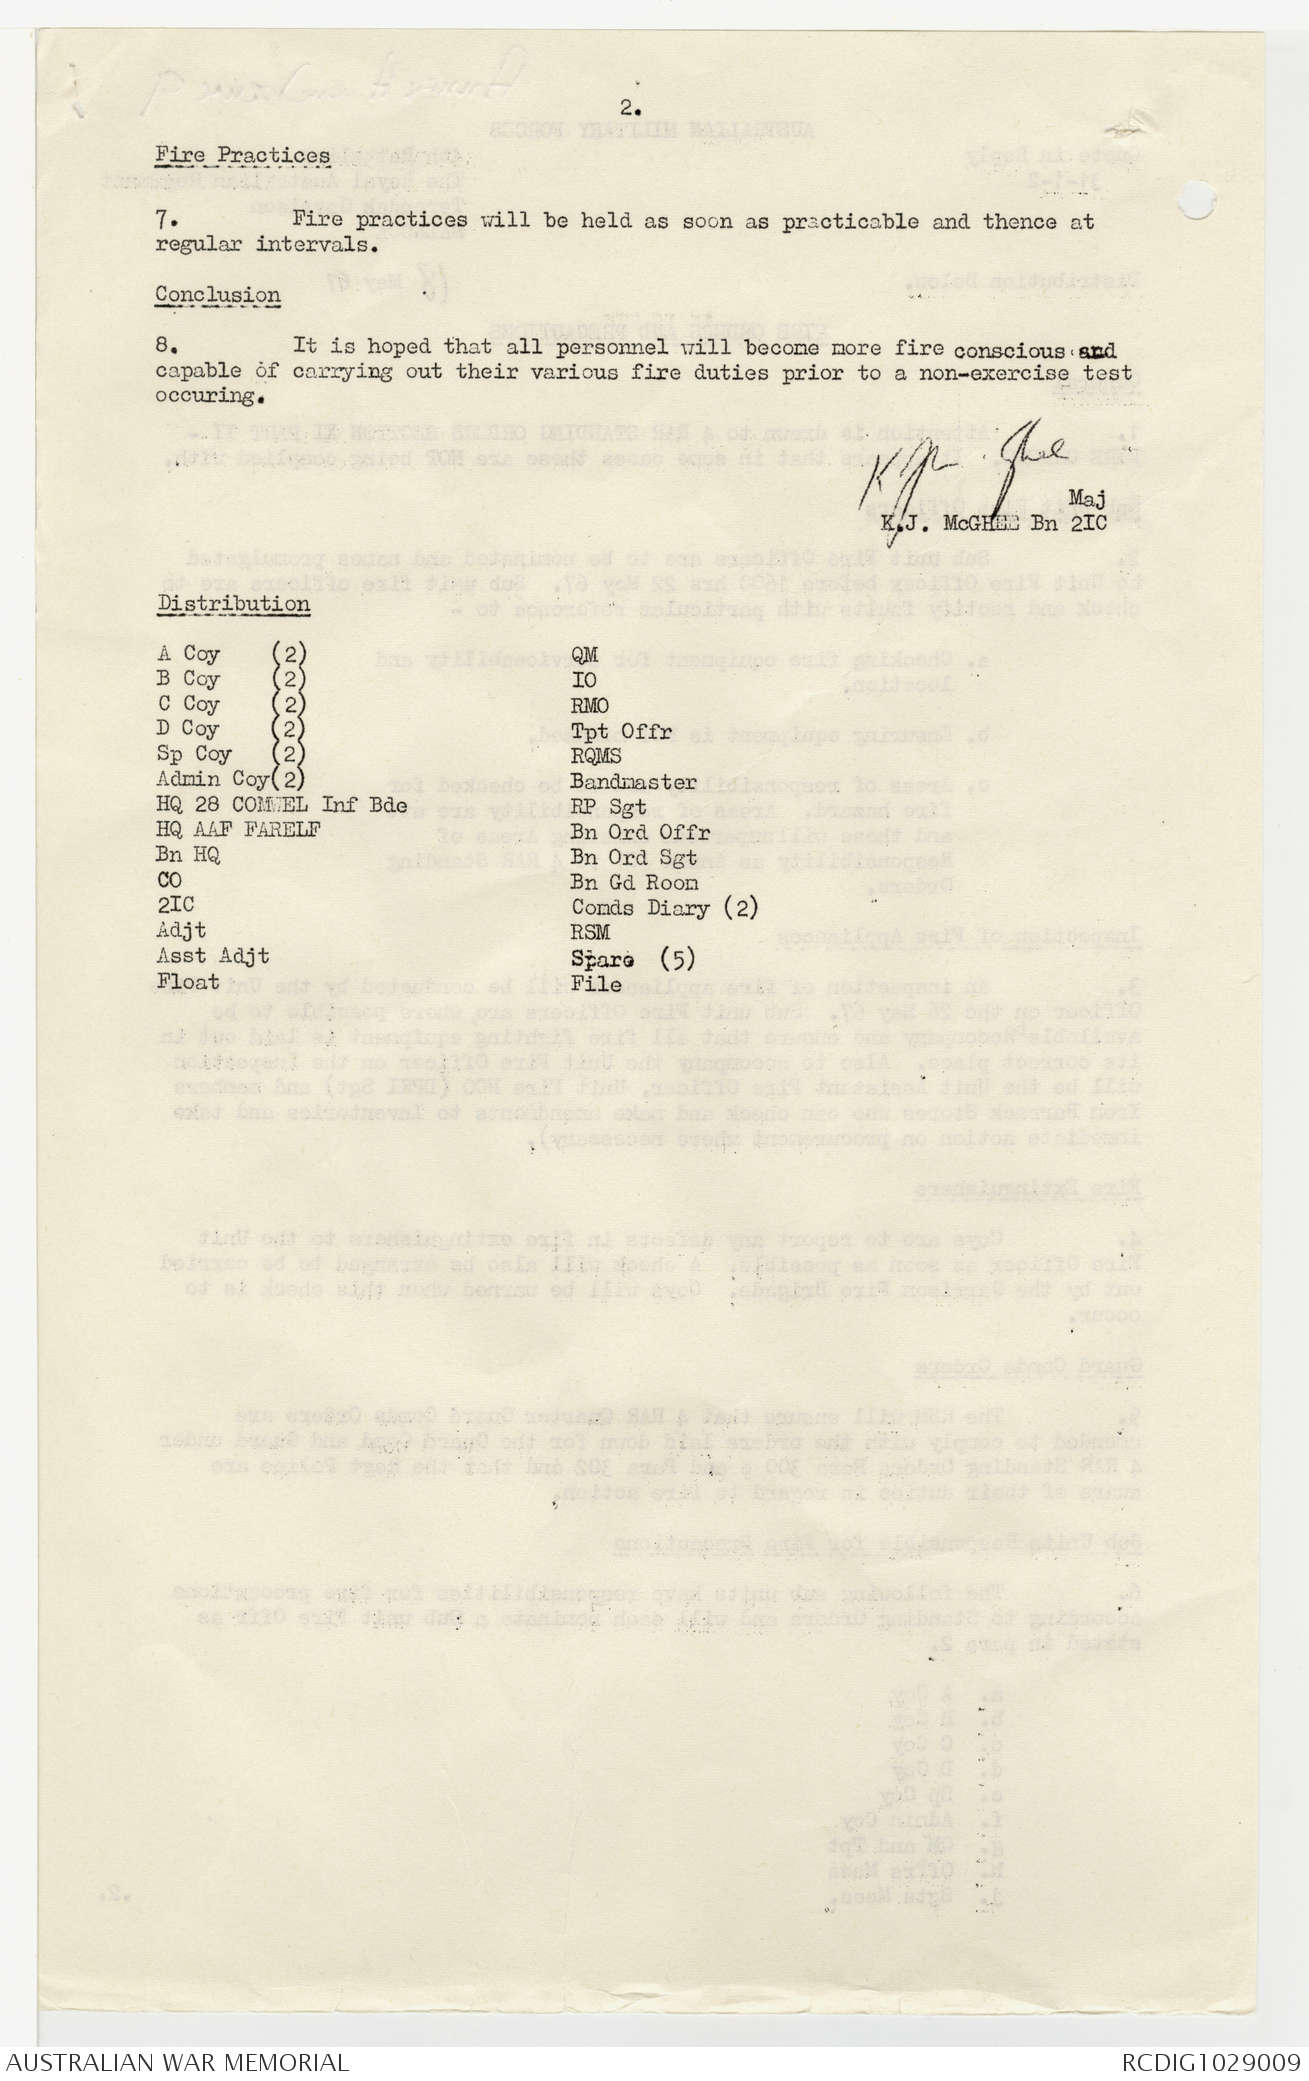 2.
Fire Practices
7. Fire practices will be held as soon as practicable and thence at
regular intervals.
Conclusion
8. It is hoped that all personnel will become more fire conscious and
capable of carrying out their various fire duties prior to a non-exercise test
occuring.
Maj
K.J. McGHEE Bn 2IC
Distribution
A Coy (2)
B Coy (2)
C Coy (2)
D Coy (2)
Sp Coy (2)
Admin Coy(2)
HQ 28 COMWEL Inf Bde
HQ AAF FARELF
Bn HQ
CO
2IC
Adjt
Asst Adjt
Float
QM
IO
RMO
Tpt Offr
RQMS
Bandmaster
RP Sgt
Bn Ord Offr
Bn Ord Sgt
Bn Gd Room
Comds Diary (2)
RSM
Spare (5)
File
AUSTRALIAN WAR MEMORIAL
RCDIG1029009